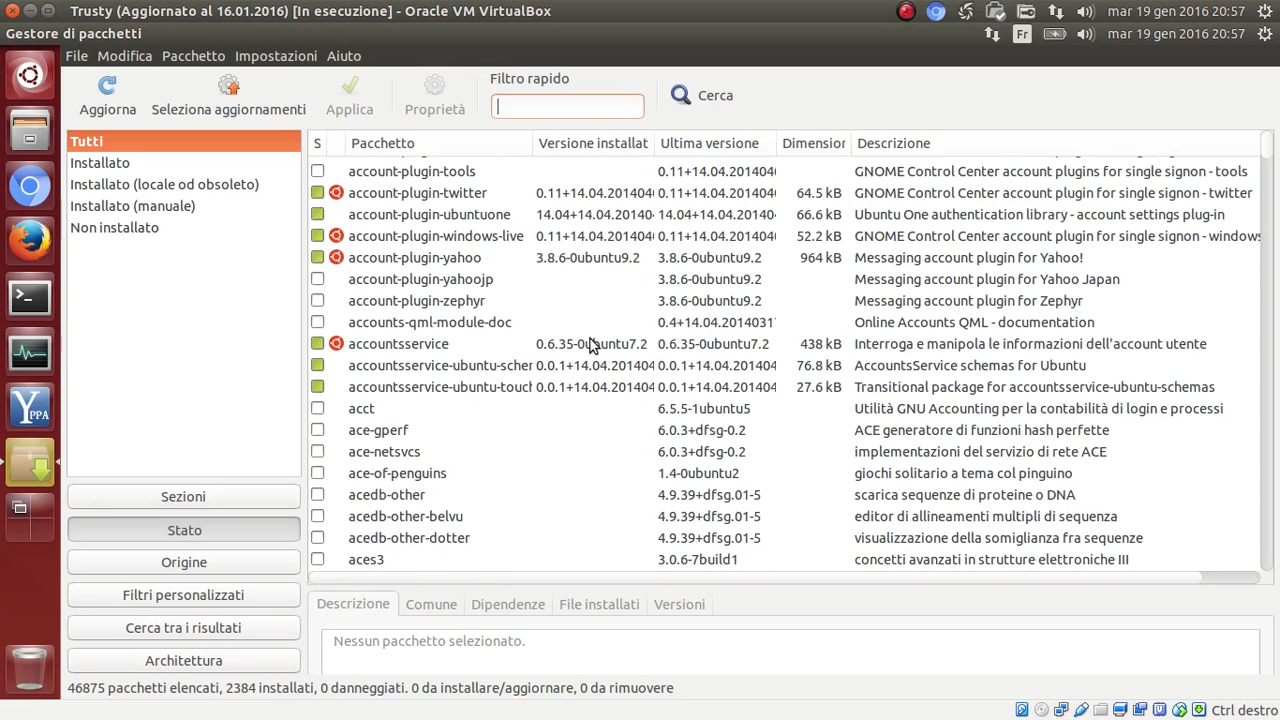 Trusty (Aggiornato al 16.01.2016) [In esecuzione] - Oracle VM VirtualBox mar 19 gen 2016 20:57
Gestore di pacchetti Fr mar 19 gen 2016 20:57
File Modifica Pacchetto Impostazioni Aiuto
Aggiorna Seleziona aggiornamenti Applica Proprietà Filtro rapido Cerca
Tutti
Installato
Installato (locale od obsoleto)
Installato (manuale)
Non installato
Sezioni
Stato
Origine
Filtri personalizzati
Cerca tra i risultati
Architettura
S Pacchetto Versione installat Ultima versione Dimension Descrizione
account-plugin-tools 0.11+14.04.2014040 GNOME Control Center account plugins for single signon - tools
account-plugin-twitter 0.11+14.04.201404 0.11+14.04.2014040 64.5 kB GNOME Control Center account plugin for single signon - twitter
account-plugin-ubuntuone 14.04+14.04.20140 14.04+14.04.20140 66.6 kB Ubuntu One authentication library - account settings plug-in
account-plugin-windows-live 0.11+14.04.201404 0.11+14.04.2014040 52.2 kB GNOME Control Center account plugin for single signon - windows
account-plugin-yahoo 3.8.6-0ubuntu9.2 3.8.6-0ubuntu9.2 964 kB Messaging account plugin for Yahoo!
account-plugin-yahoojp 3.8.6-0ubuntu9.2 Messaging account plugin for Yahoo Japan
account-plugin-zephyr 3.8.6-0ubuntu9.2 Messaging account plugin for Zephyr
accounts-qml-module-doc 0.4+14.04.2014031 Online Accounts QML - documentation
accountsservice 0.6.35-0ubuntu7.2 0.6.35-0ubuntu7.2 438 kB Interroga e manipola le informazioni dell'account utente
accountsservice-ubuntu-scher 0.0.1+14.04.201404 0.0.1+14.04.201404 76.8 kB AccountsService schemas for Ubuntu
accountsservice-ubuntu-touch 0.0.1+14.04.201404 0.0.1+14.04.201404 27.6 kB Transitional package for accountsservice-ubuntu-schemas
acct 6.5.5-1ubuntu5 Utilità GNU Accounting per la contabilità di login e processi
ace-gperf 6.0.3+dfsg-0.2 ACE generatore di funzioni hash perfette
ace-netsvcs 6.0.3+dfsg-0.2 implementazioni del servizio di rete ACE
ace-of-penguins 1.4-0ubuntu2 giochi solitario a tema col pinguino
acedb-other 4.9.39+dfsg.01-5 scarica sequenze di proteine o DNA
acedb-other-belvu 4.9.39+dfsg.01-5 editor di allineamenti multipli di sequenza
acedb-other-dotter 4.9.39+dfsg.01-5 visualizzazione della somiglianza fra sequenze
aces3 3.0.6-7build1 concetti avanzati in strutture elettroniche III
Descrizione Comune Dipendenze File installati Versioni
Nessun pacchetto selezionato.
46875 pacchetti elencati, 2384 installati, 0 danneggiati. 0 da installare/aggiornare, 0 da rimuovere
Ctrl destro